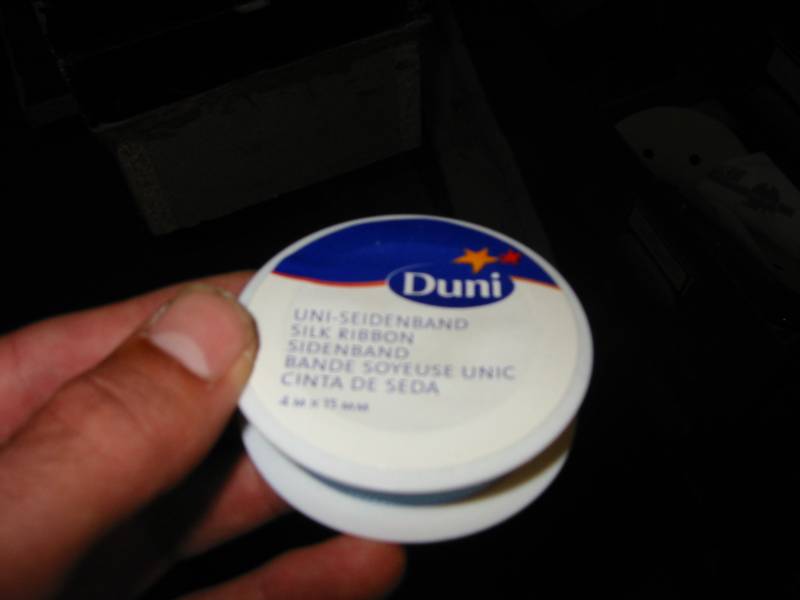 Duni
UNI-SEIDENBAND
SILK RIBBON
SIDENBAND
BANDE SOYEUSE UNIC
CINTA DE SEDA
4 M X 15 MM